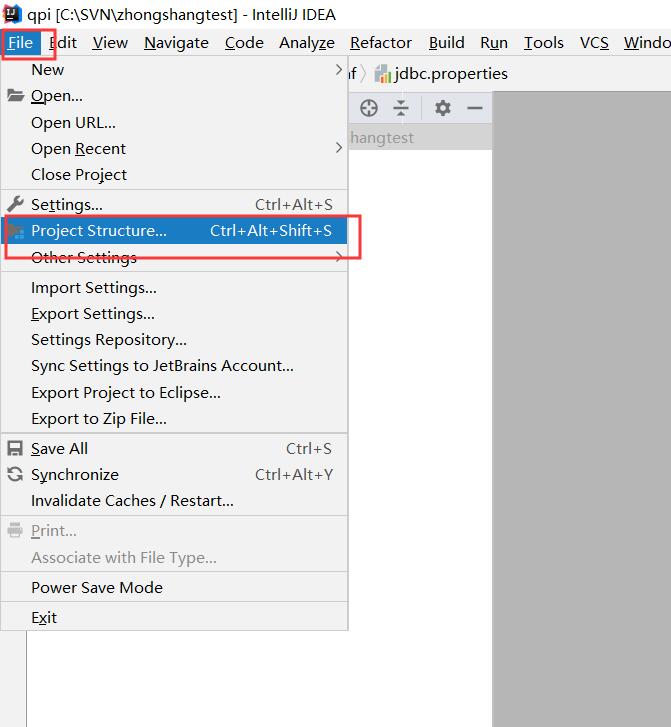 qpi [C:\SVN\zhongshangtest] - IntelliJ IDEA
File Edit View Navigate Code Analyze Refactor Build Run Tools VCS Windo
New
jdbc.properties
Open...
Open URL...
hangtest
Open Recent
Close Project
Settings... Ctrl+Alt+S
Project Structure... Ctrl+Alt+Shift+S
Other Settings
Import Settings...
Export Settings...
Settings Repository...
Sync Settings to JetBrains Account...
Export Project to Eclipse...
Export to Zip File...
Save All Ctrl+S
Synchronize Ctrl+Alt+Y
Invalidate Caches / Restart...
Print...
Associate with File Type...
Power Save Mode
Exit